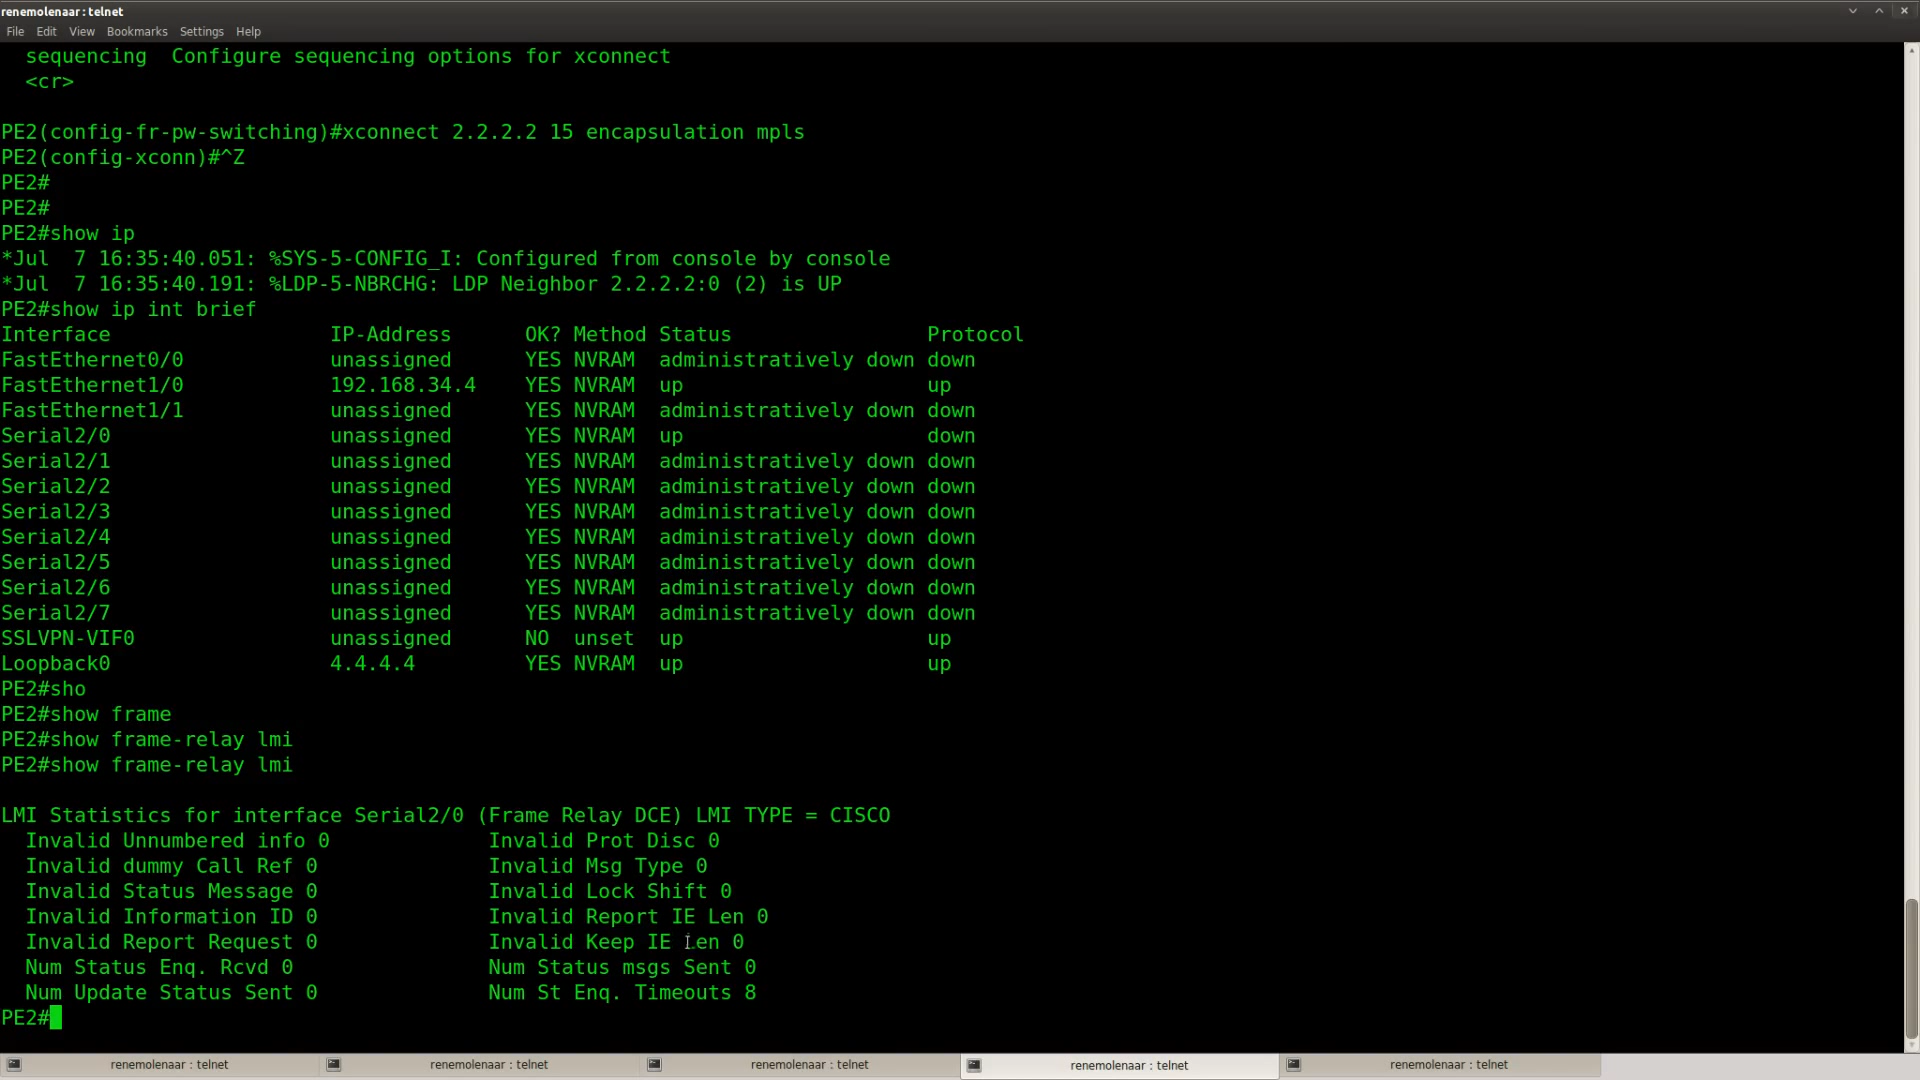 renemolenaar : telnet
File Edit View Bookmarks Settings Help
sequencing  Configure sequencing options for xconnect
<cr>
PE2(config-fr-pw-switching)#xconnect 2.2.2.2 15 encapsulation mpls
PE2(config-xconn)#^Z
PE2#
PE2#
PE2#show ip
*Jul  7 16:35:40.051: %SYS-5-CONFIG_I: Configured from console by console
*Jul  7 16:35:40.191: %LDP-5-NBRCHG: LDP Neighbor 2.2.2.2:0 (2) is UP
PE2#show ip int brief
Interface                  IP-Address      OK? Method Status                Protocol
FastEthernet0/0            unassigned      YES NVRAM  administratively down down
FastEthernet1/0            192.168.34.4    YES NVRAM  up                    up
FastEthernet1/1            unassigned      YES NVRAM  administratively down down
Serial2/0                  unassigned      YES NVRAM  up                    down
Serial2/1                  unassigned      YES NVRAM  administratively down down
Serial2/2                  unassigned      YES NVRAM  administratively down down
Serial2/3                  unassigned      YES NVRAM  administratively down down
Serial2/4                  unassigned      YES NVRAM  administratively down down
Serial2/5                  unassigned      YES NVRAM  administratively down down
Serial2/6                  unassigned      YES NVRAM  administratively down down
Serial2/7                  unassigned      YES NVRAM  administratively down down
SSLVPN-VIF0                unassigned      NO  unset  up                    up
Loopback0                  4.4.4.4         YES NVRAM  up                    up
PE2#sho
PE2#show frame
PE2#show frame-relay lmi
PE2#show frame-relay lmi
LMI Statistics for interface Serial2/0 (Frame Relay DCE) LMI TYPE = CISCO
Invalid Unnumbered info 0             Invalid Prot Disc 0
Invalid dummy Call Ref 0              Invalid Msg Type 0
Invalid Status Message 0              Invalid Lock Shift 0
Invalid Information ID 0              Invalid Report IE Len 0
Invalid Report Request 0              Invalid Keep IE Len 0
Num Status Enq. Rcvd 0                Num Status msgs Sent 0
Num Update Status Sent 0              Num St Enq. Timeouts 8
PE2#
renemolenaar : telnet renemolenaar : telnet renemolenaar : telnet renemolenaar : telnet renemolenaar : telnet